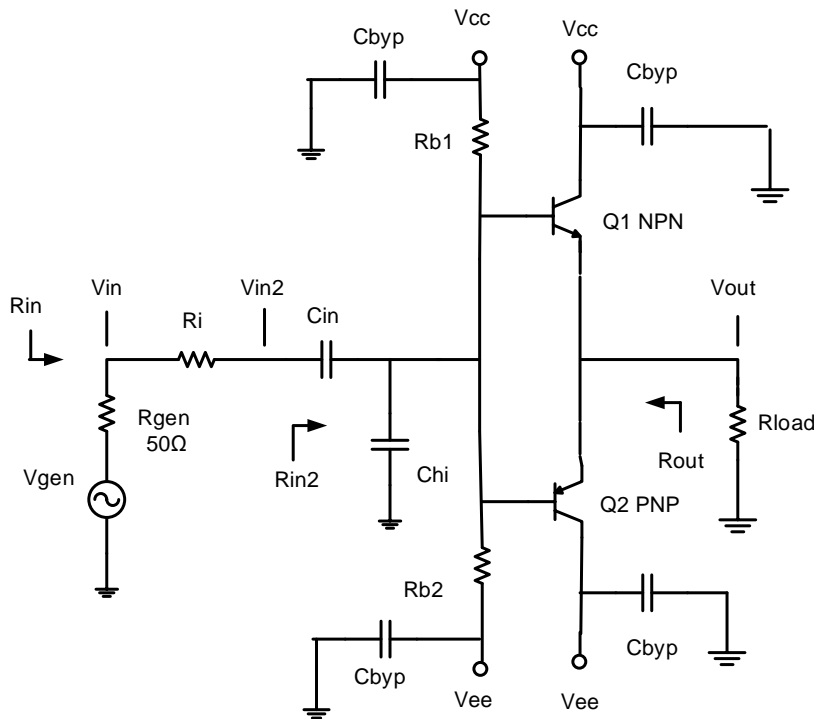 Vcc
Vcc
Cbyp
Cbyp
Rb1
Q1 NPN
Rin
Vin
Vin2
Vout
Ri
Cin
Rgen
50Ω
Rload
Vgen
Rin2
Chi
Rout
Q2 PNP
Rb2
Cbyp
Cbyp
Vee
Vee